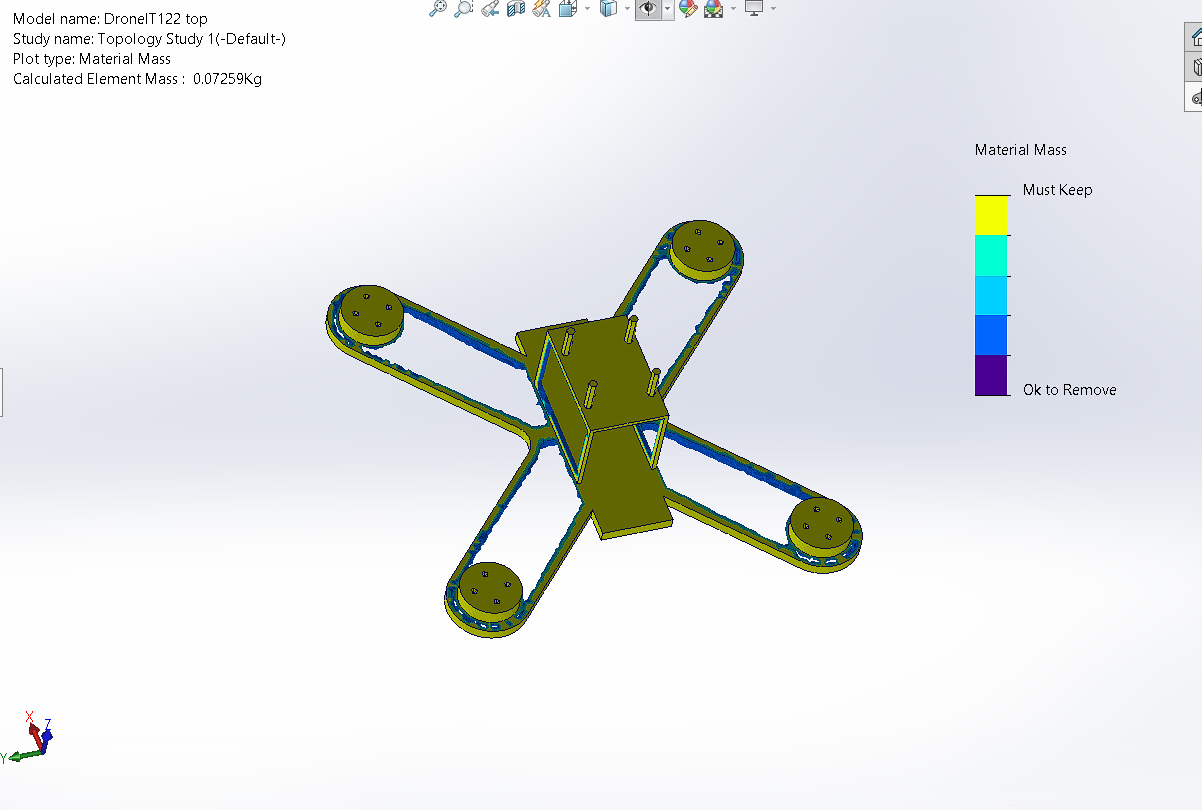 Model name: DroneIT122 top
Study name: Topology Study 1(-Default-)
Plot type: Material Mass
Calculated Element Mass :  0.07259Kg
Material Mass
Must Keep
Ok to Remove
X
Z
Y